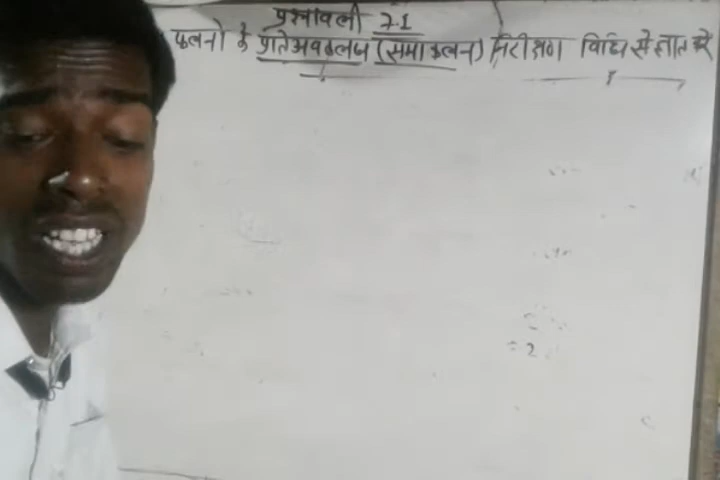 प्रश्नावली 7.1
फलनो के प्रतिअवकलज (समाकलन) निरीक्षण विधि से ज्ञात करें